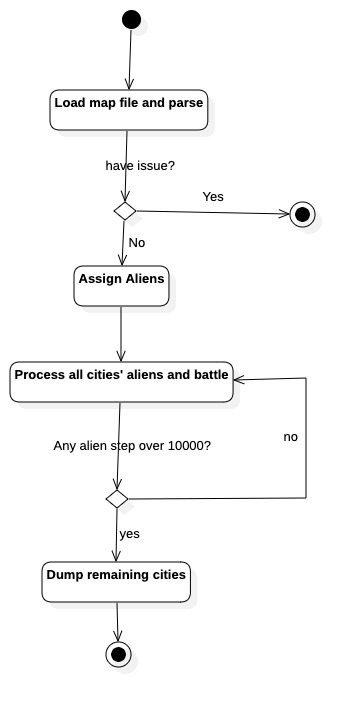 Load map file and parse
have issue?
Yes
No
Assign Aliens
Process all cities' aliens and battle
Any alien step over 10000?
no
yes
Dump remaining cities